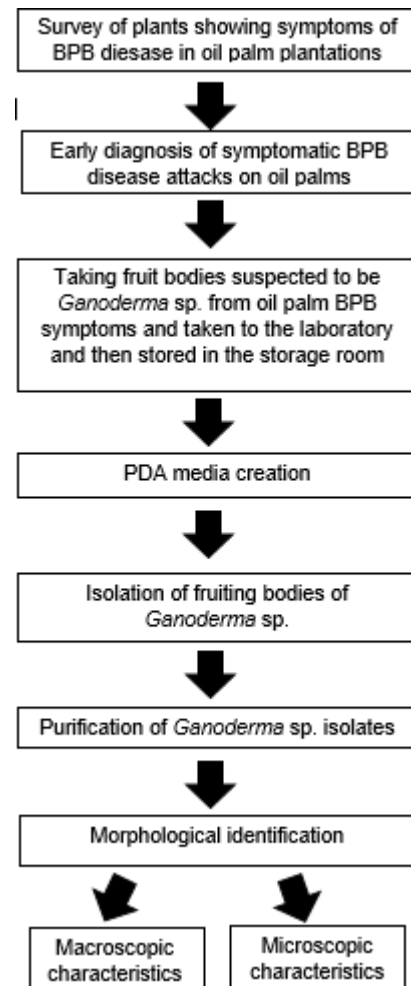 Survey of plants showing symptoms of
BPB diesease in oil palm plantations
Early diagnosis of symptomatic BPB
disease attacks on oil palms
Taking fruit bodies suspected to be
Ganoderma sp. from oil palm BPB
symptoms and taken to the laboratory
and then stored in the storage room
PDA media creation
Isolation of fruiting bodies of
Ganoderma sp.
Purification of Ganoderma sp. isolates
Morphological identification
Macroscopic
characteristics
Microscopic
characteristics